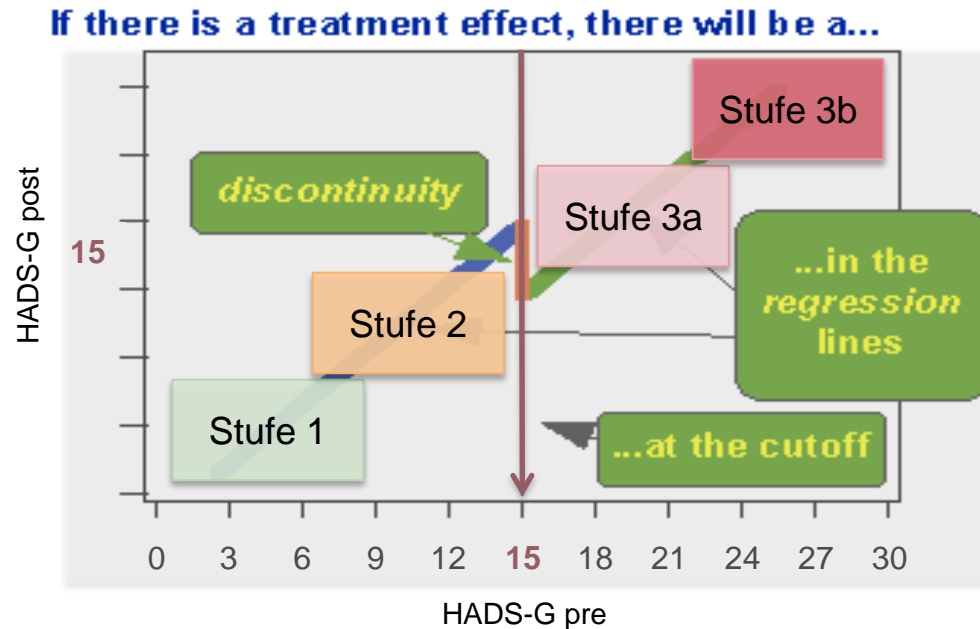 If there is a treatment effect, there will be a...
Stufe 3b
discontinuity
Stufe 3a
HADS-G post
15
...in the
regression
lines
Stufe 2
Stufe 1
...at the cutoff
0 3 6 9 12 15 18 21 24 27 30
HADS-G pre